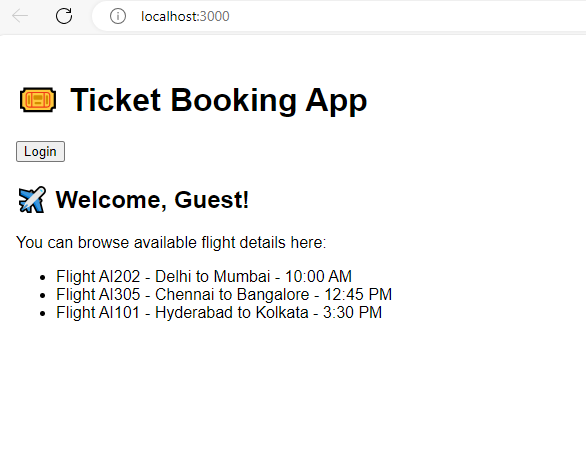 localhost:3000
🎟️ Ticket Booking App
Login
✈️ Welcome, Guest!
You can browse available flight details here:
• Flight AI202 - Delhi to Mumbai - 10:00 AM
• Flight AI305 - Chennai to Bangalore - 12:45 PM
• Flight AI101 - Hyderabad to Kolkata - 3:30 PM